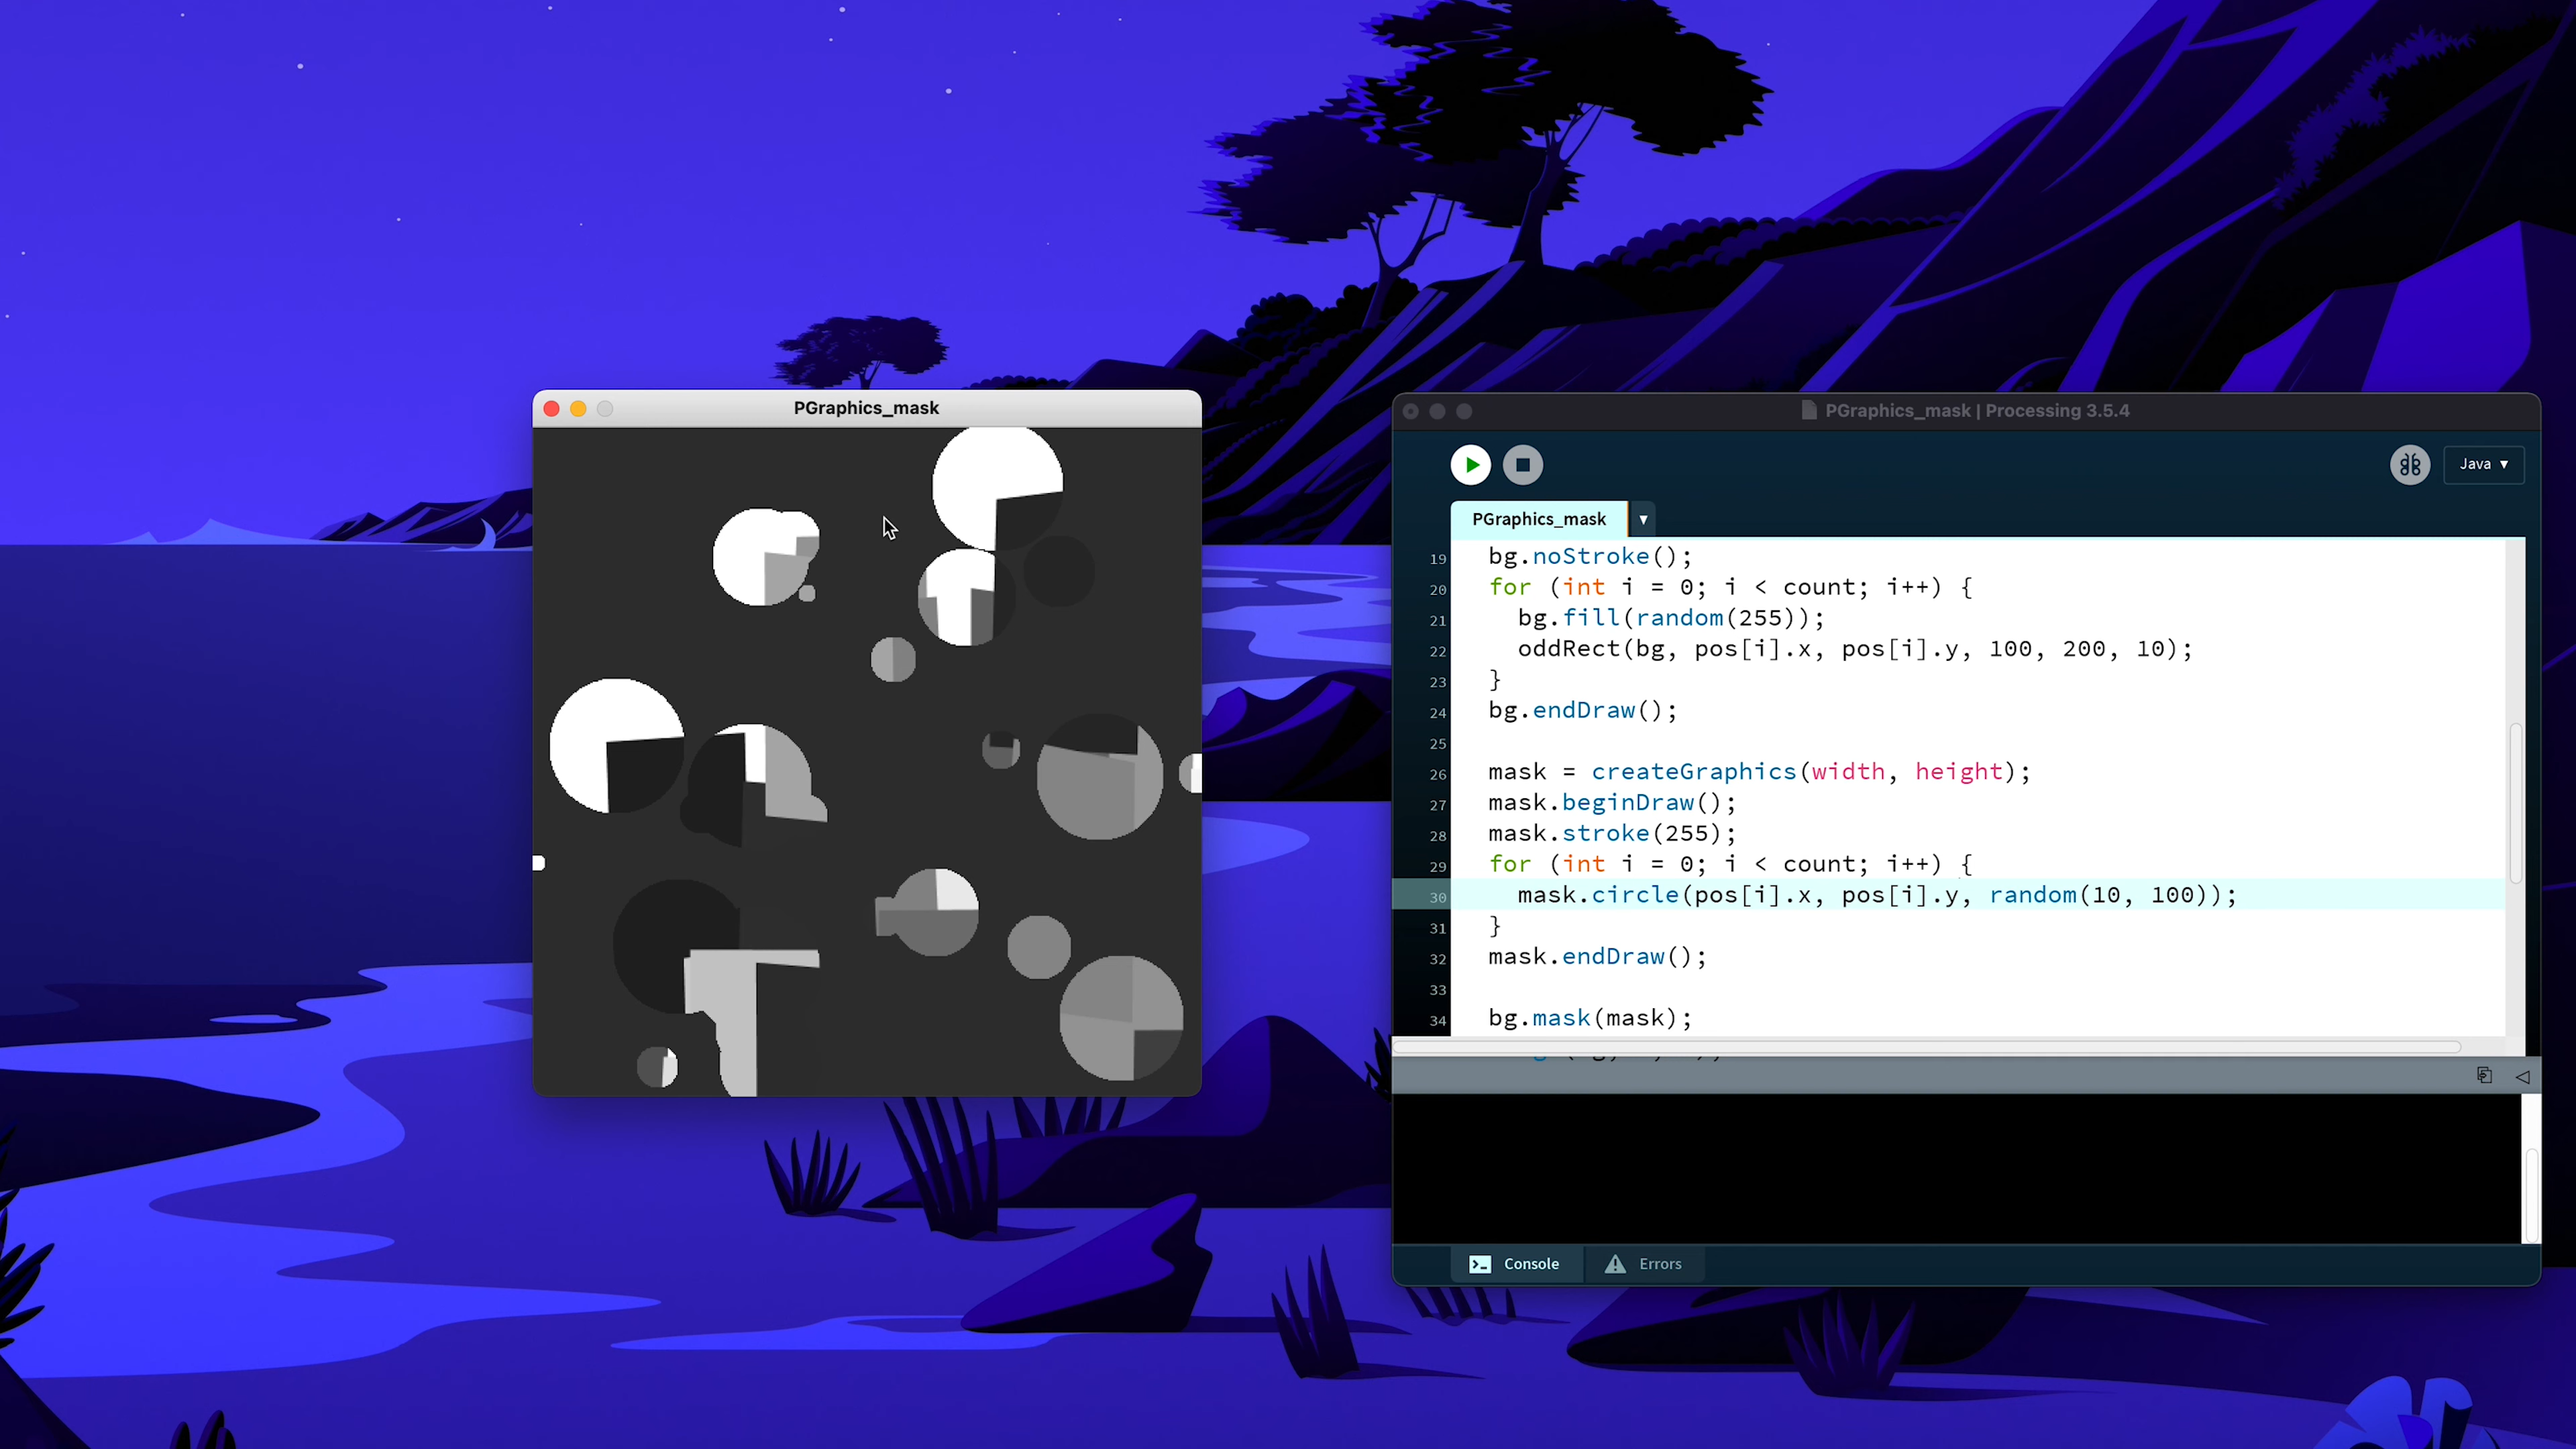 PGraphics_mask
PGraphics_mask | Processing 3.5.4
Java
PGraphics_mask
19 bg.noStroke();
20 for (int i = 0; i < count; i++) {
21 bg.fill(random(255));
22 oddRect(bg, pos[i].x, pos[i].y, 100, 200, 10);
23 }
24 bg.endDraw();
25
26 mask = createGraphics(width, height);
27 mask.beginDraw();
28 mask.stroke(255);
29 for (int i = 0; i < count; i++) {
30 mask.circle(pos[i].x, pos[i].y, random(10, 100));
31 }
32 mask.endDraw();
33
34 bg.mask(mask);
Console
Errors